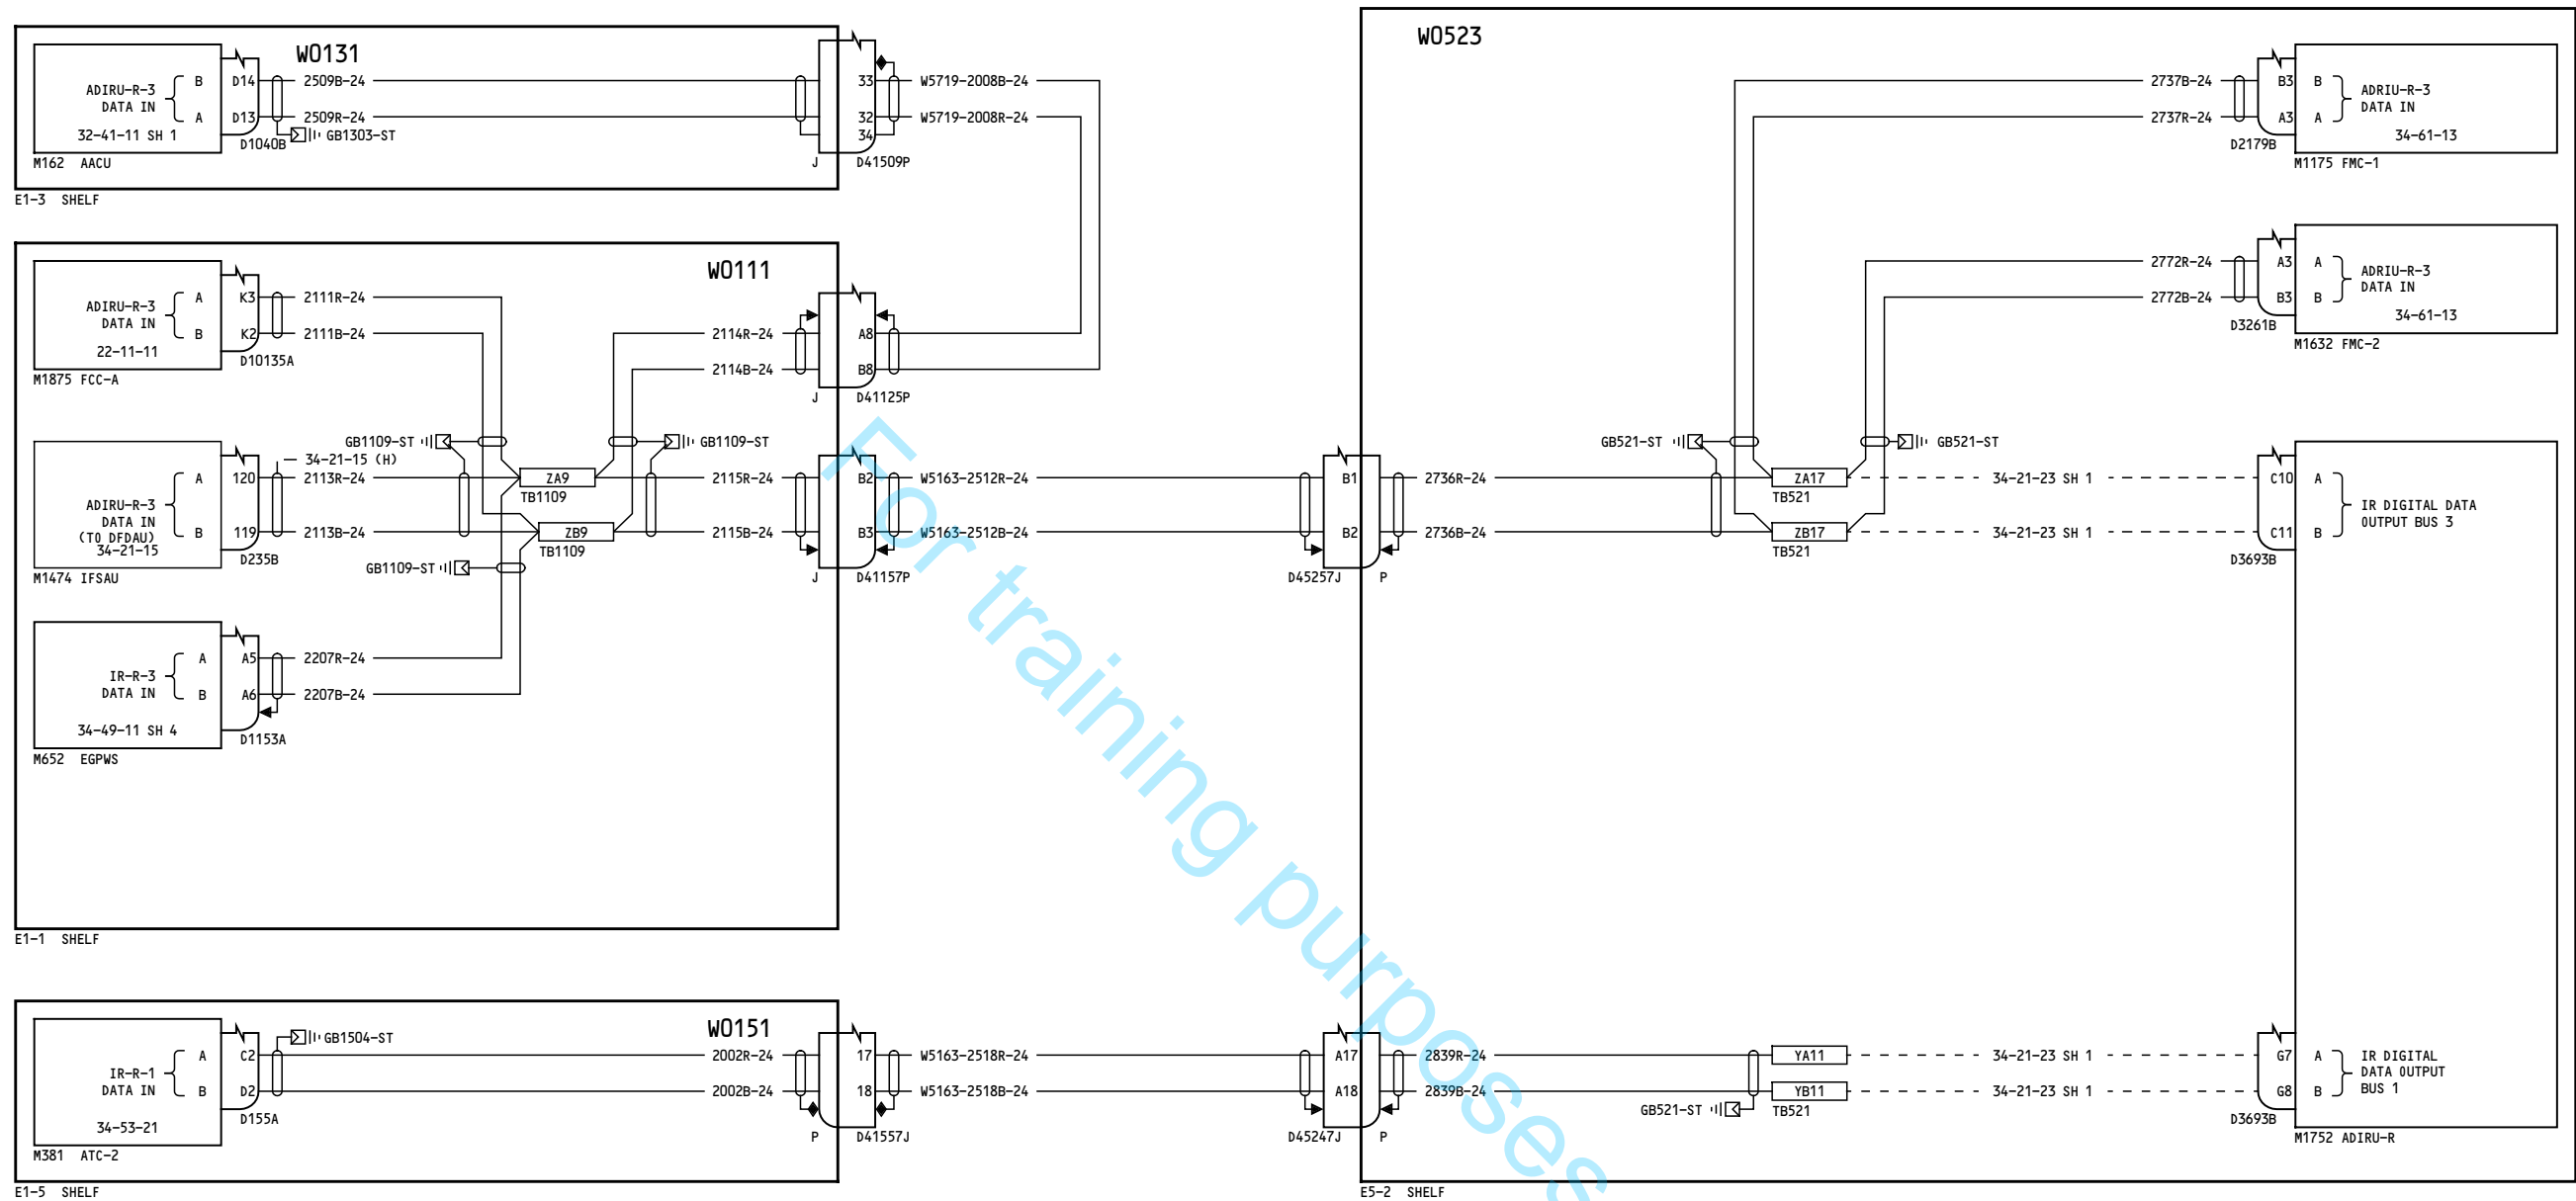 W0131
ADIRU-R-3
DATA IN
B
A
D14
D13
2509B-24
2509R-24
32-41-11 SH 1
D1040B
GB1303-ST
M162 AACU
E1-3 SHELF
33
32
34
J
D41509P
W5719-2008B-24
W5719-2008R-24
W0111
ADIRU-R-3
DATA IN
A
B
K3
K2
2111R-24
2111B-24
22-11-11
D10135A
M1875 FCC-A
2114R-24
2114B-24
A8
B8
J
D41125P
GB1109-ST
GB1109-ST
34-21-15 (H)
ADIRU-R-3
DATA IN
(TO DFDAU)
34-21-15
A
B
120
119
2113R-24
2113B-24
D235B
M1474 IFSAU
ZA9
TB1109
ZB9
TB1109
GB1109-ST
2115R-24
2115B-24
B2
B3
J
D41157P
W5163-2512R-24
W5163-2512B-24
IR-R-3
DATA IN
A
B
A5
A6
2207R-24
2207B-24
34-49-11 SH 4
D1153A
M652 EGPWS
E1-1 SHELF
W0151
IR-R-1
DATA IN
A
B
C2
D2
GB1504-ST
34-53-21
D155A
M381 ATC-2
E1-5 SHELF
2002R-24
2002B-24
17
18
P
D41557J
W5163-2518R-24
W5163-2518B-24
W0523
2737B-24
2737R-24
B3
A3
B
A
ADRIU-R-3
DATA IN
34-61-13
D2179B
M1175 FMC-1
2772R-24
2772B-24
A3
B3
A
B
ADRIU-R-3
DATA IN
34-61-13
D3261B
M1632 FMC-2
GB521-ST
GB521-ST
B1
B2
D45257J
P
2736R-24
2736B-24
ZA17
TB521
ZB17
TB521
34-21-23 SH 1
34-21-23 SH 1
C10
C11
D3693B
A
B
IR DIGITAL DATA
OUTPUT BUS 3
A17
A18
D45247J
P
2839R-24
2839B-24
GB521-ST
YA11
YB11
TB521
34-21-23 SH 1
34-21-23 SH 1
G7
G8
D3693B
A
B
IR DIGITAL
DATA OUTPUT
BUS 1
M1752 ADIRU-R
E5-2 SHELF
For training purposes